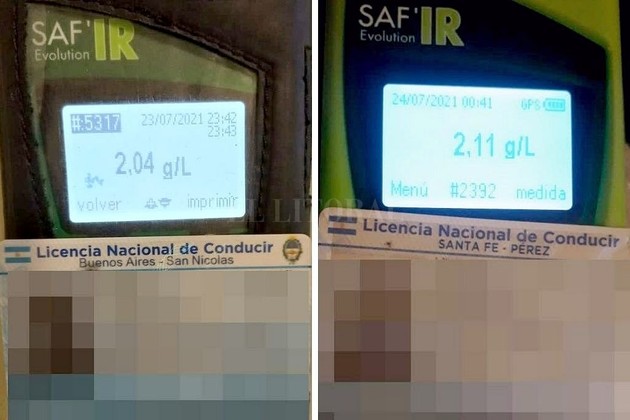 SAF'IR
Evolution
#:5317 23/07/2021 23:42
23:43
2,04 g/L
volver imprimir
Licencia Nacional de Conducir
Buenos Aires - San Nicolas
SAF'IR
Evolution
24/07/2021 00:41 GPS
2,11 g/L
Menú #2392 medida
Licencia Nacional de Conducir
SANTA FE - PÉREZ
EL LITORAL